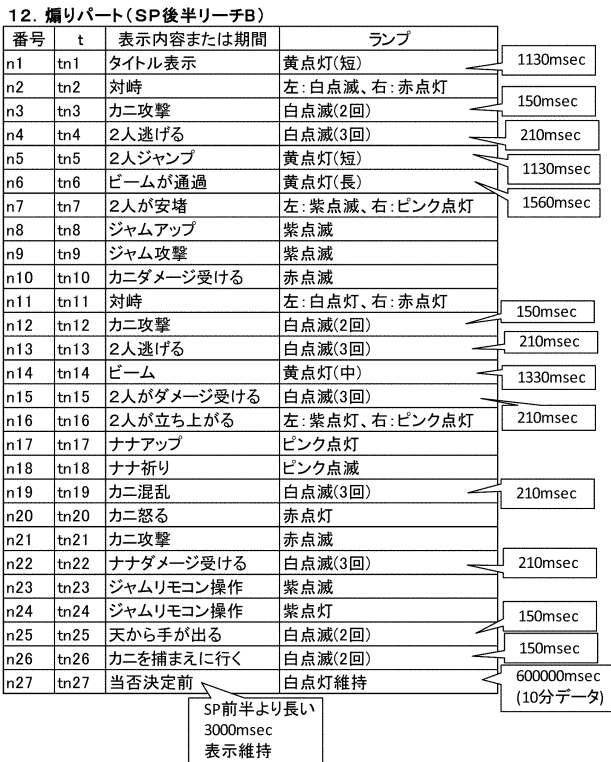 12. 煽りパート(SP後半リーチB)
番号 t 表示内容または期間 ランプ
n1 tn1 タイトル表示 黄点灯(短) 1130msec
n2 tn2 対峙 左:白点滅、右:赤点灯
n3 tn3 カニ攻撃 白点滅(2回) 150msec
n4 tn4 2人逃げる 白点滅(3回) 210msec
n5 tn5 2人ジャンプ 黄点灯(短) 1130msec
n6 tn6 ビームが通過 黄点灯(長) 1560msec
n7 tn7 2人が安堵 左:紫点滅、右:ピンク点灯
n8 tn8 ジャムアップ 紫点滅
n9 tn9 ジャム攻撃 紫点滅
n10 tn10 カニダメージ受ける 赤点滅
n11 tn11 対峙 左:白点灯、右:赤点灯
n12 tn12 カニ攻撃 白点滅(2回) 150msec
n13 tn13 2人逃げる 白点滅(3回) 210msec
n14 tn14 ビーム 黄点灯(中) 1330msec
n15 tn15 2人がダメージ受ける 白点滅(3回) 210msec
n16 tn16 2人が立ち上がる 左:紫点灯、右:ピンク点灯
n17 tn17 ナナアップ ピンク点灯
n18 tn18 ナナ祈り ピンク点滅
n19 tn19 カニ混乱 白点滅(3回) 210msec
n20 tn20 カニ怒る 赤点灯
n21 tn21 カニ攻撃 赤点滅
n22 tn22 ナナダメージ受ける 白点滅(3回) 210msec
n23 tn23 ジャムリモコン操作 紫点滅
n24 tn24 ジャムリモコン操作 紫点灯
n25 tn25 天から手が出る 白点滅(2回) 150msec
n26 tn26 カニを捕まえに行く 白点滅(2回) 150msec
n27 tn27 当否決定前 白点灯維持 600000msec
(10分データ)
SP前半より長い
3000msec
表示維持